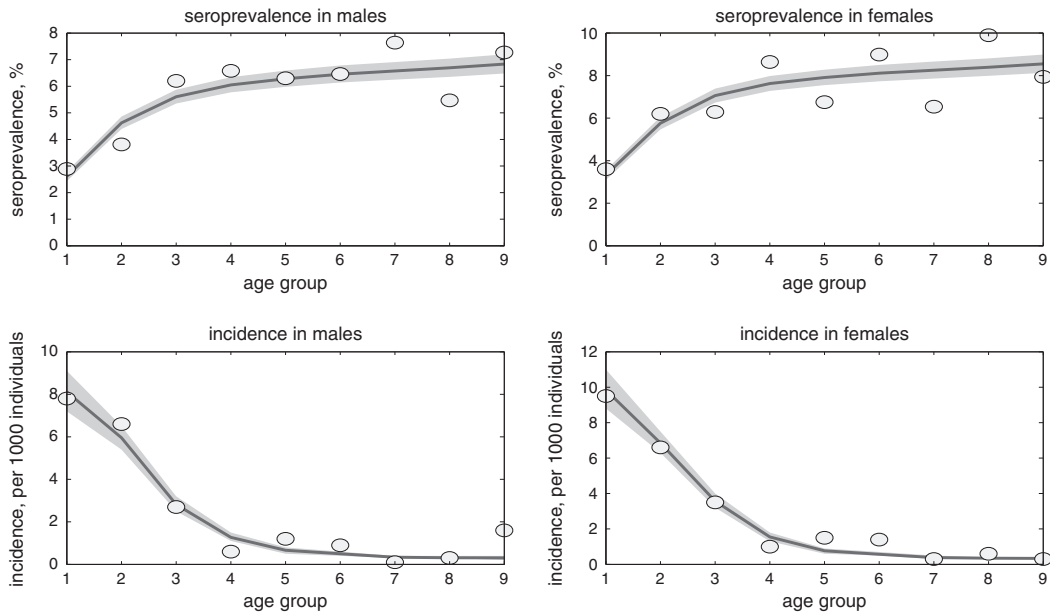 seroprevalence in males
seroprevalence, %
8
7
6
5
4
3
2
1
0
1 2 3 4 5 6 7 8 9
age group
seroprevalence in females
seroprevalence, %
10
8
6
4
2
0
1 2 3 4 5 6 7 8 9
age group
incidence in males
incidence, per 1000 individuals
10
8
6
4
2
0
1 2 3 4 5 6 7 8 9
age group
incidence in females
incidence, per 1000 individuals
12
10
8
6
4
2
0
1 2 3 4 5 6 7 8 9
age group